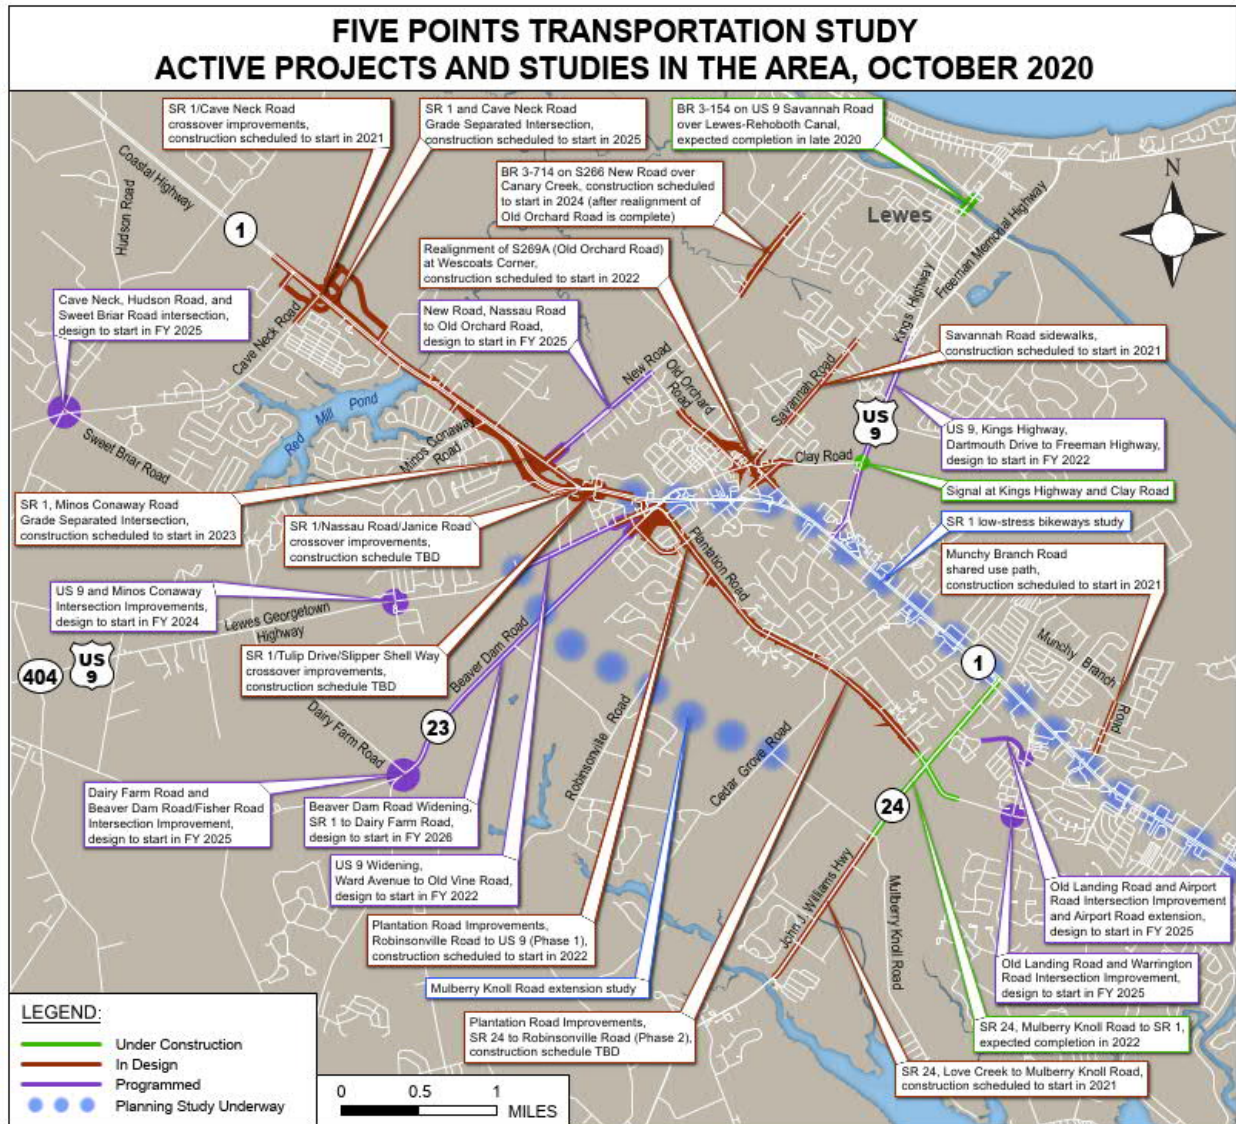 FIVE POINTS TRANSPORTATION STUDY
ACTIVE PROJECTS AND STUDIES IN THE AREA, OCTOBER 2020
SR 1/Cave Neck Road
crossover improvements,
construction scheduled to start in 2021
SR 1 and Cave Neck Road
Grade Separated Intersection,
construction scheduled to start in 2025
BR 3-154 on US 9 Savannah Road
over Lewes-Rehoboth Canal,
expected completion in late 2020
BR 3-714 on S266 New Road over
Canary Creek, construction scheduled
to start in 2024 (after realignment of
Old Orchard Road is complete)
N
Lewes
Coastal Highway
Hudson Road
1
Realignment of S269A (Old Orchard Road)
at Wescoats Corner,
construction scheduled to start in 2022
Freeman Memorial Highway
Kings Highway
Cave Neck, Hudson Road, and
Sweet Briar Road intersection,
design to start in FY 2025
New Road, Nassau Road
to Old Orchard Road,
design to start in FY 2025
Cave Neck Road
Savannah Road sidewalks,
construction scheduled to start in 2021
New Road
Old Orchard
Road
Savannah Road
US
9
Red Mill Pond
Minos Conaway
Road
Sweet Briar Road
US 9, Kings Highway,
Dartmouth Drive to Freeman Highway,
design to start in FY 2022
Clay Road
Signal at Kings Highway and Clay Road
SR 1, Minos Conaway Road
Grade Separated Intersection,
construction scheduled to start in 2023
SR 1/Nassau Road/Janice Road
crossover improvements,
construction schedule TBD
SR 1 low-stress bikeways study
Plantation Road
Munchy Branch Road
shared use path,
construction scheduled to start in 2021
US 9 and Minos Conaway
Intersection Improvements,
design to start in FY 2024
Lewes Georgetown
Highway
SR 1/Tulip Drive/Slipper Shell Way
crossover improvements,
construction schedule TBD
404
US
9
Beaver Dam Road
1
Munchy Branch
Road
Dairy Farm Road
23
Robinsonville Road
Cedar Grove Road
Dairy Farm Road and
Beaver Dam Road/Fisher Road
Intersection Improvement,
design to start in FY 2025
Beaver Dam Road Widening,
SR 1 to Dairy Farm Road,
design to start in FY 2026
24
US 9 Widening,
Ward Avenue to Old Vine Road,
design to start in FY 2022
John J. Williams Hwy
Mulberry Knoll Road
Old Landing Road and Airport
Road Intersection Improvement
and Airport Road extension,
design to start in FY 2025
Plantation Road Improvements,
Robinsonville Road to US 9 (Phase 1),
construction scheduled to start in 2022
Old Landing Road and Warrington
Road Intersection Improvement,
design to start in FY 2025
Mulberry Knoll Road extension study
Plantation Road Improvements,
SR 24 to Robinsonville Road (Phase 2),
construction schedule TBD
SR 24, Mulberry Knoll Road to SR 1,
expected completion in 2022
SR 24, Love Creek to Mulberry Knoll Road,
construction scheduled to start in 2021
LEGEND:
Under Construction
In Design
Programmed
Planning Study Underway
0 0.5 1
MILES